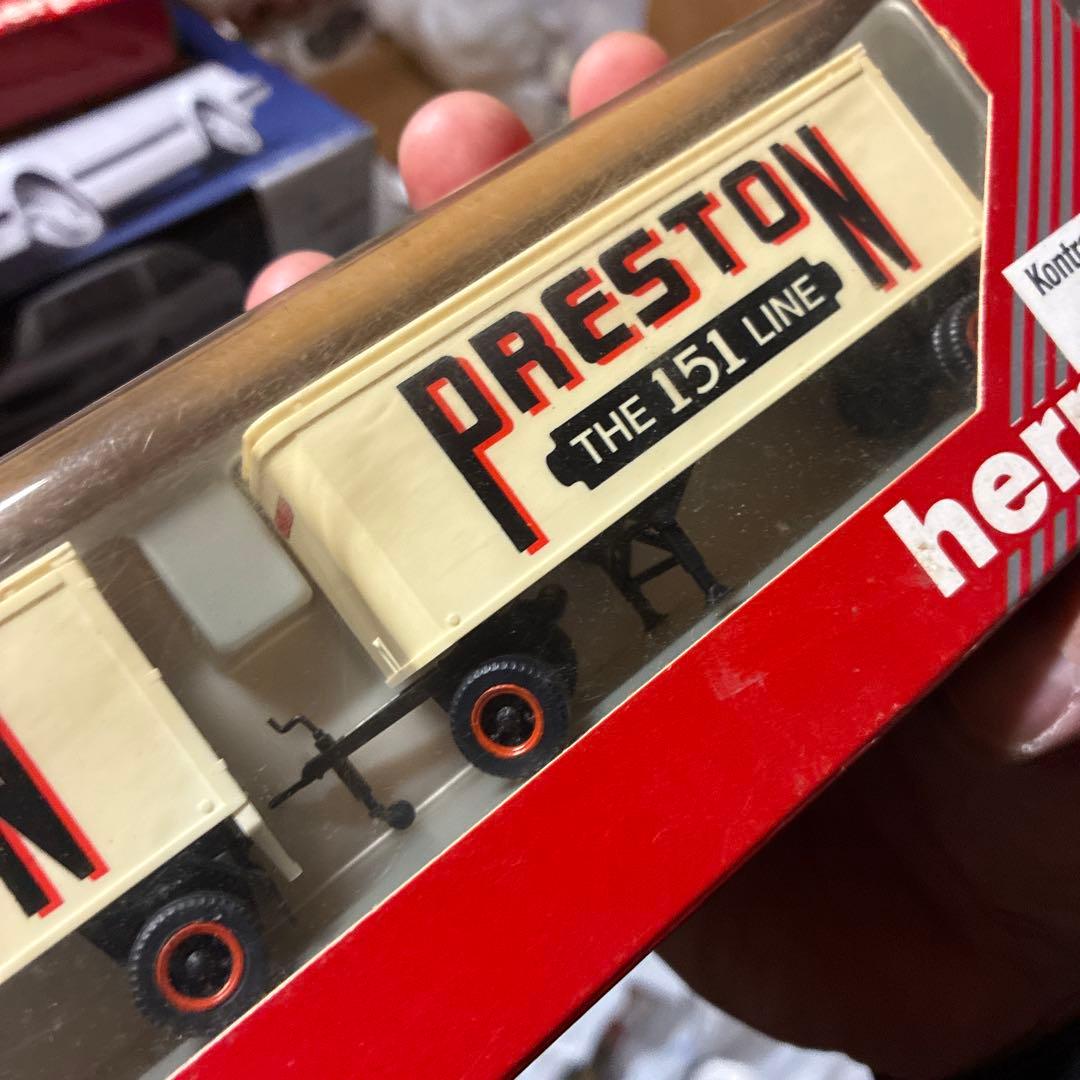 PRESTON
THE 151 LINE